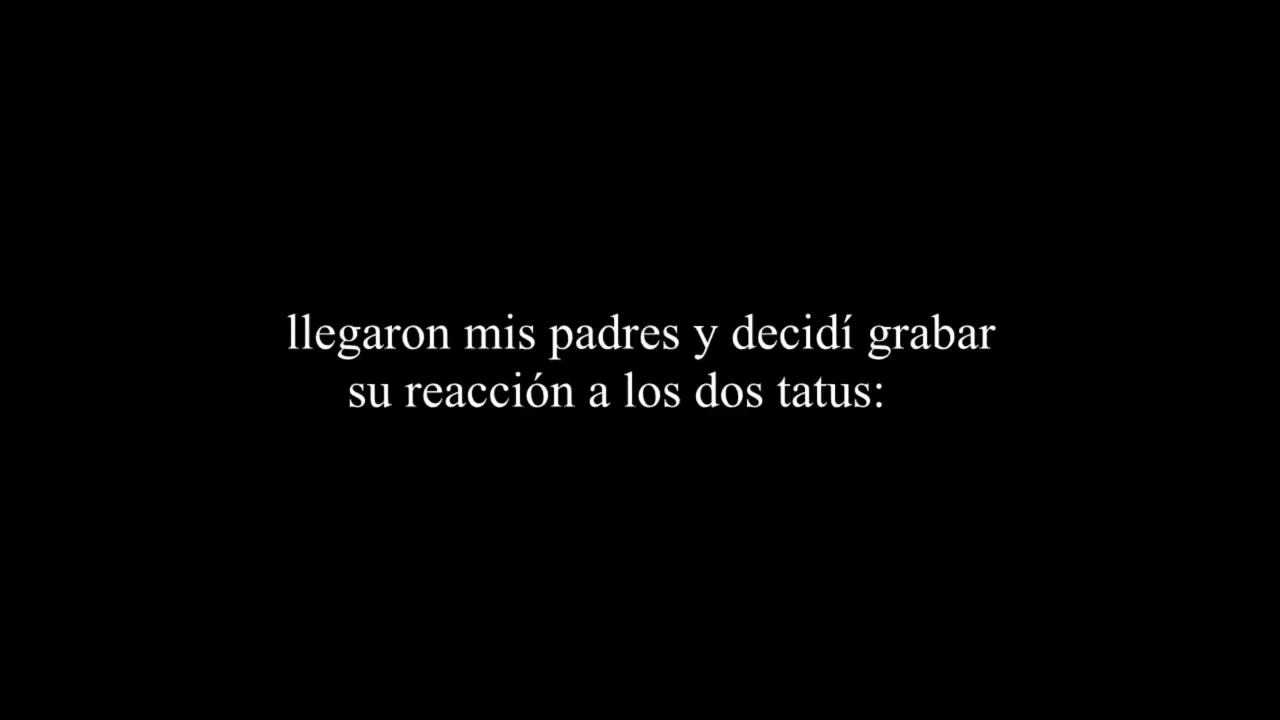 llegaron mis padres y decidí grabar
su reacción a los dos tatus: